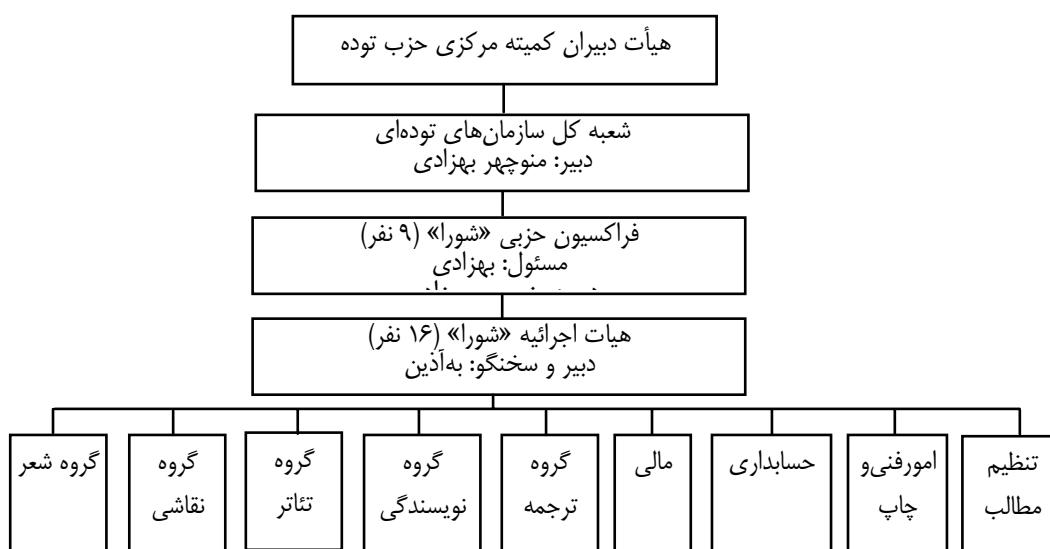 هیأت دبیران کمیته مرکزی حزب توده
شعبه کل سازمان‌های توده‌ای
دبیر: منوچهر بهزادی
فراکسیون حزبی «شورا» (۹ نفر)
مسئول: بهزادی
هیات اجرائیه «شورا» (۱۶ نفر)
دبیر و سخنگو: به‌آذین
تنظیم
مطالب
امورفنی‌و
چاپ
حسابداری
مالی
گروه
ترجمه
گروه
نویسندگی
گروه
تئاتر
گروه
نقاشی
گروه شعر